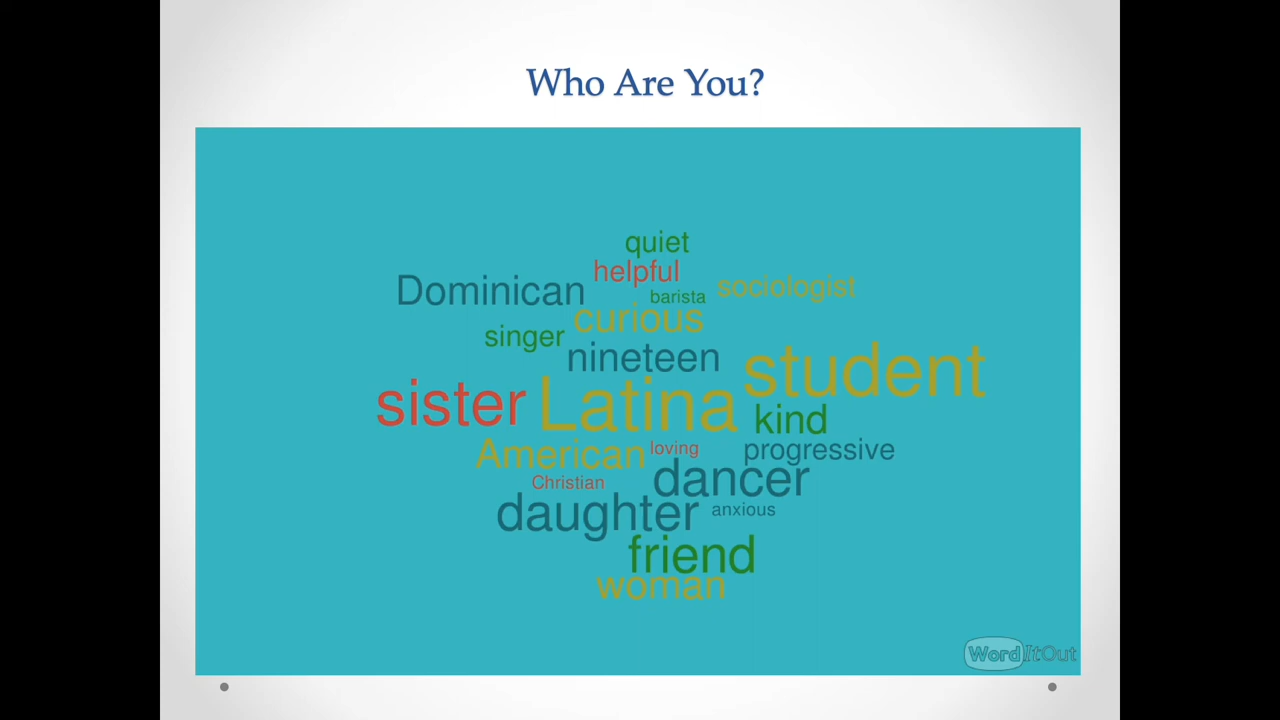 Who Are You?
quiet
helpful
Dominican
barista
sociologist
curious
singer
nineteen
student
sister
Latina
kind
American
loving
progressive
Christian
dancer
daughter
anxious
friend
woman
WordItOut